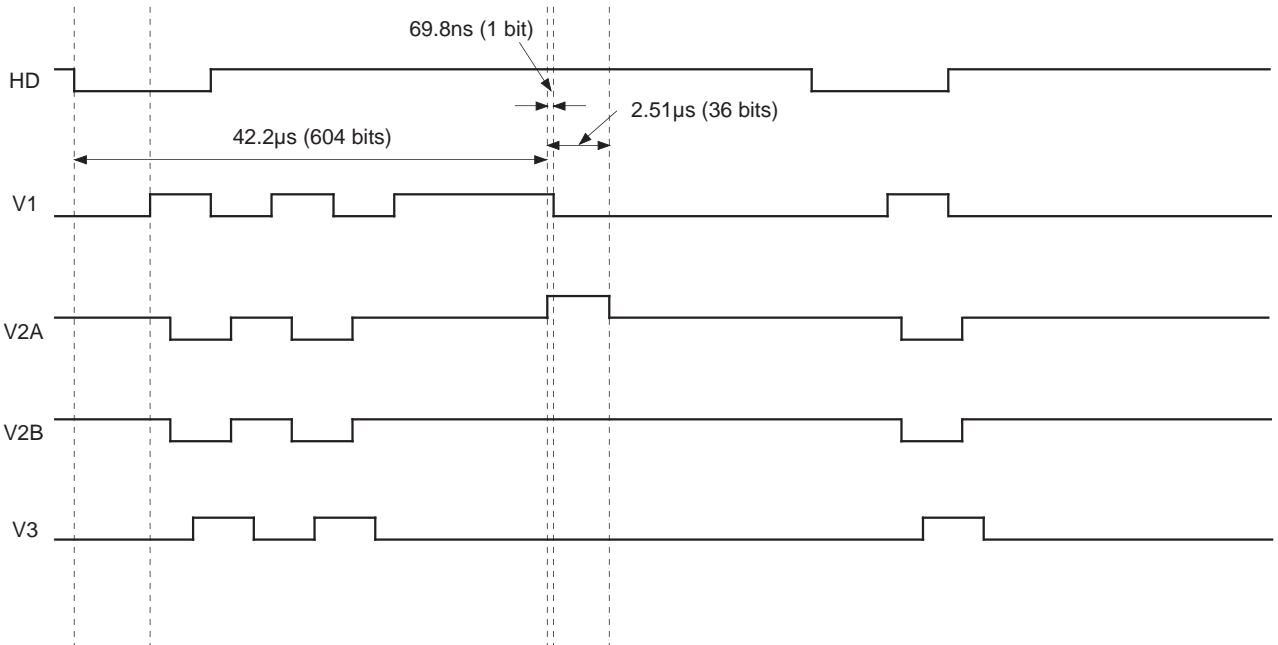 69.8ns (1 bit)
HD
2.51μs (36 bits)
42.2μs (604 bits)
V1
V2A
V2B
V3